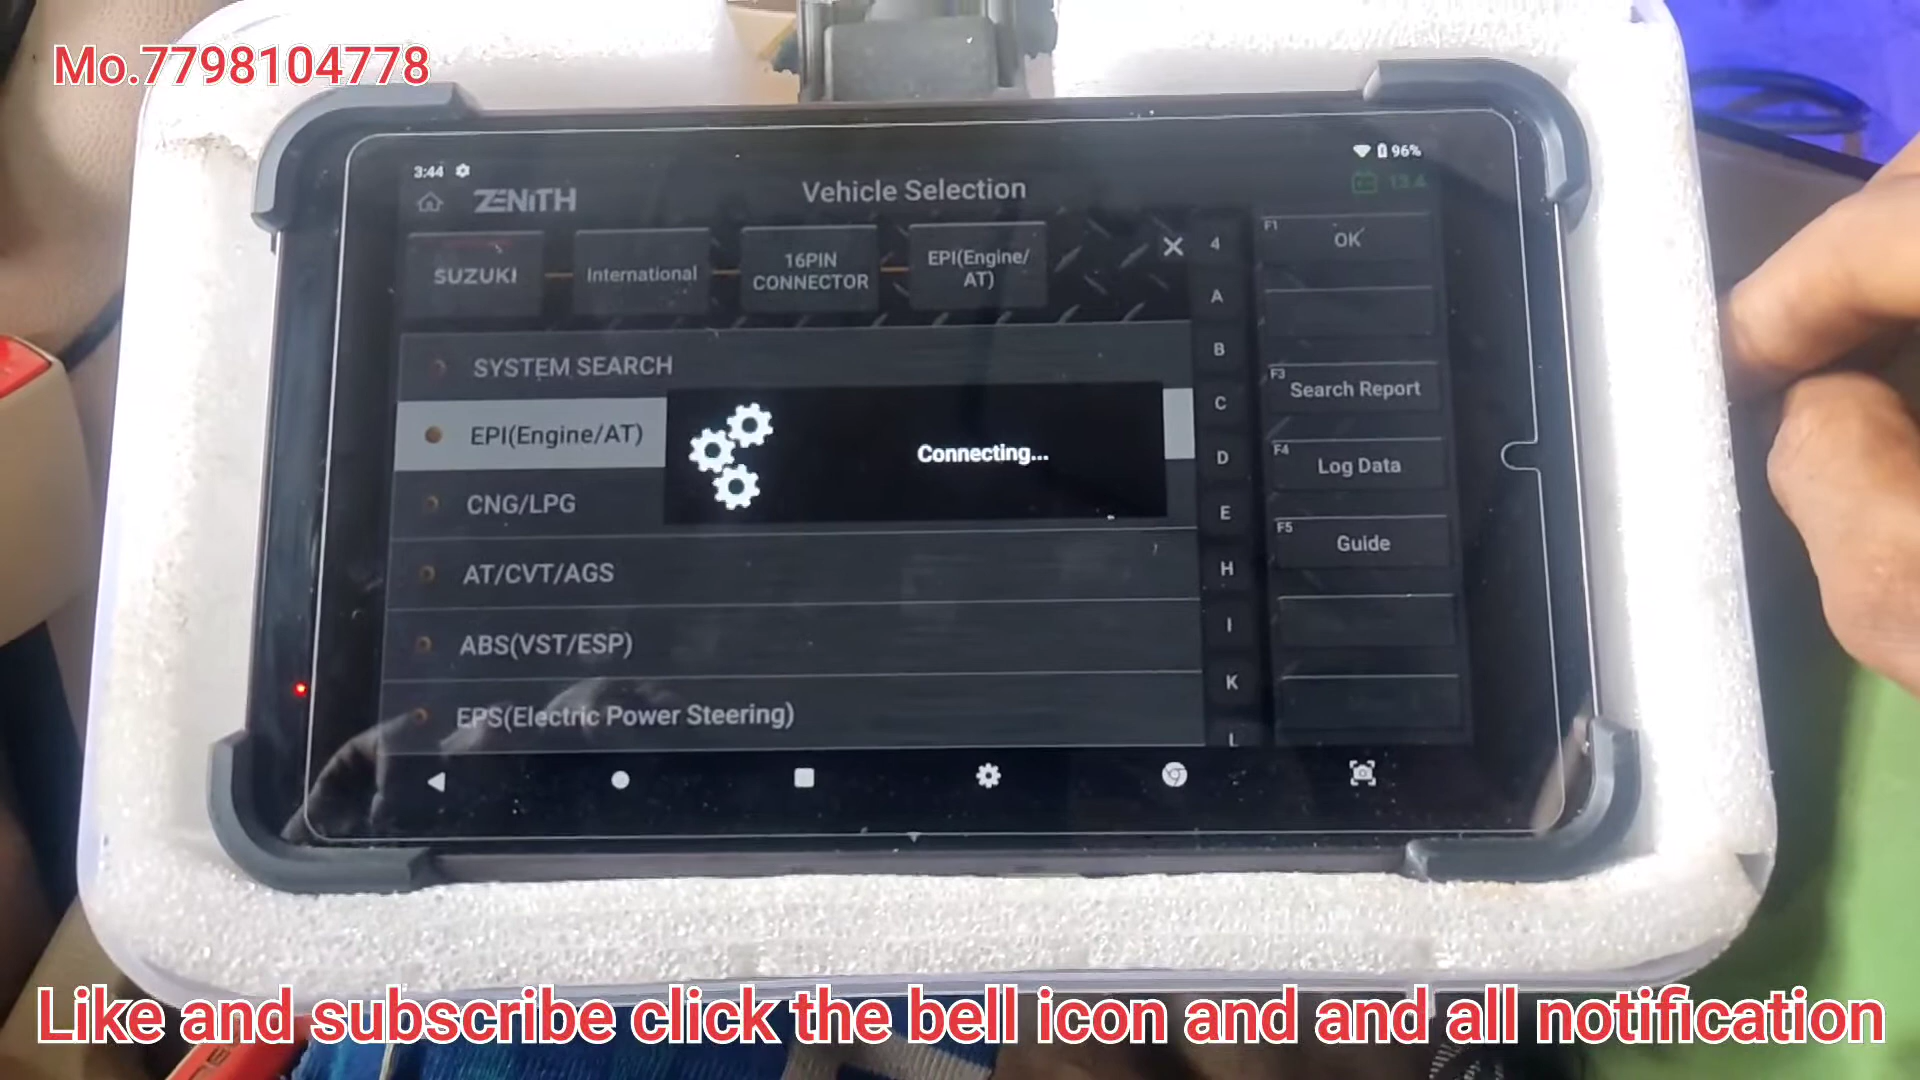 Mo.7798104778
3:44
96%
ZENITH
Vehicle Selection
13.4
SUZUKI
International
16PIN
CONNECTOR
EPI(Engine/
AT)
4
A
B
C
D
E
H
I
K
L
F1
OK
F3
Search Report
F4
Log Data
F5
Guide
SYSTEM SEARCH
EPI(Engine/AT)
Connecting...
CNG/LPG
AT/CVT/AGS
ABS(VST/ESP)
EPS(Electric Power Steering)
Like and subscribe click the bell icon and and all notification